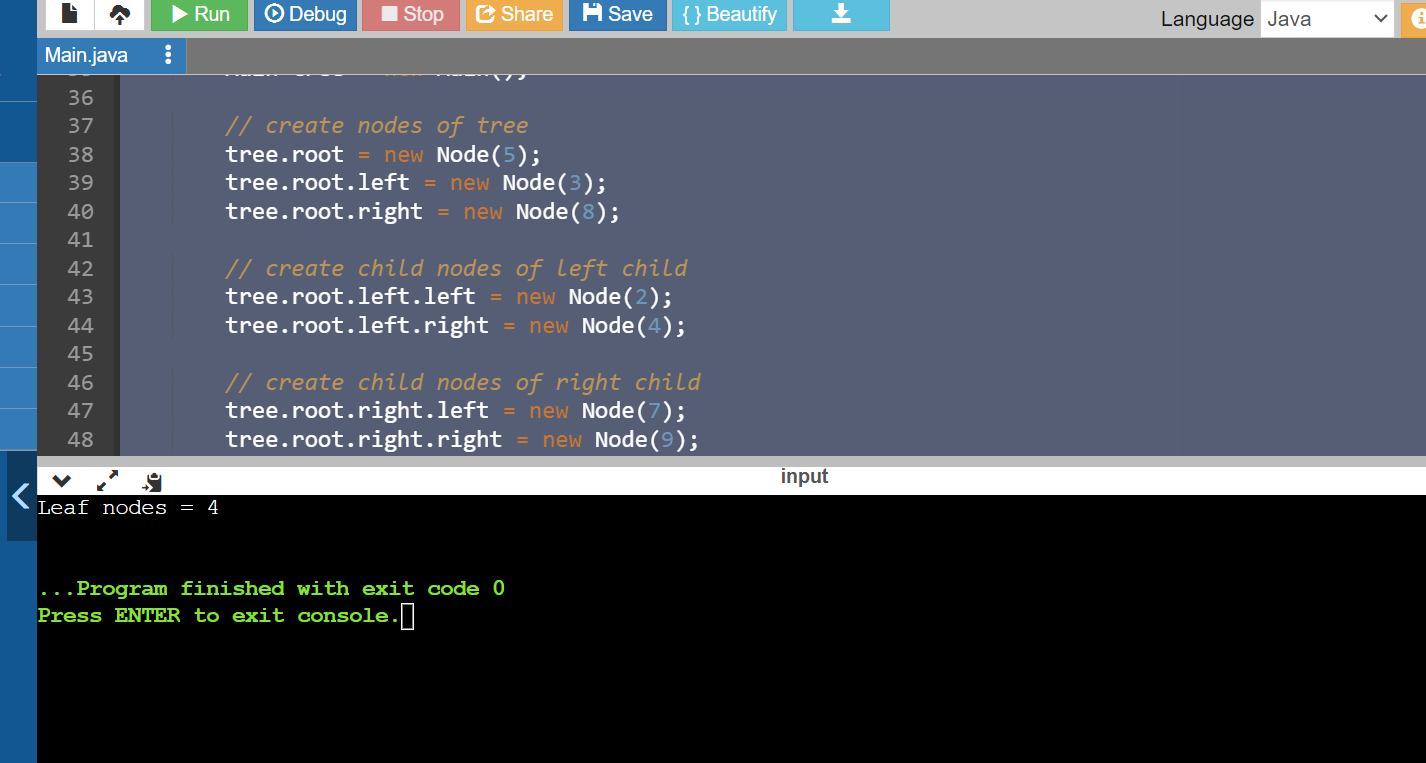 Run Debug Stop Share Save { } Beautify Language Java
Main.java
36
37 // create nodes of tree
38 tree.root = new Node(5);
39 tree.root.left = new Node(3);
40 tree.root.right = new Node(8);
41
42 // create child nodes of left child
43 tree.root.left.left = new Node(2);
44 tree.root.left.right = new Node(4);
45
46 // create child nodes of right child
47 tree.root.right.left = new Node(7);
48 tree.root.right.right = new Node(9);
input
Leaf nodes = 4
...Program finished with exit code 0
Press ENTER to exit console.